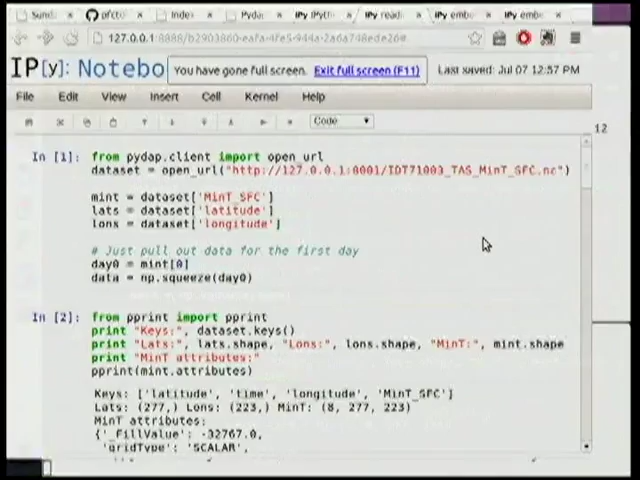 Index
Pydap
IPy embe
IPy embe
127.0.0.1:8888/b2903860-eafa-4fe5-944a-2a6a748ede26#
IP[y]: Notebo
You have gone full screen. Exit full screen (F11)
Last saved: Jul 07 12:57 PM
File Edit View Insert Cell Kernel Help
Code
12
In [1]: from pydap.client import open_url
dataset = open_url("http://127.0.0.1:8001/IDT71003_TAS_MinT_SFC.nc")
mint = dataset['MinT_SFC']
lats = dataset['latitude']
lons = dataset['longitude']
# Just pull out data for the first day
day0 = mint[0]
data = np.squeeze(day0)
In [2]: from pprint import pprint
print "Keys:", dataset.keys()
print "Lats:", lats.shape, "Lons:", lons.shape, "MinT:", mint.shape
print "MinT attributes:"
pprint(mint.attributes)
Keys: ['latitude', 'time', 'longitude', 'MinT_SFC']
Lats: (277,) Lons: (223,) MinT: (8, 277, 223)
MinT attributes:
{'_FillValue': -32767.0,
'gridType': 'SCALAR',